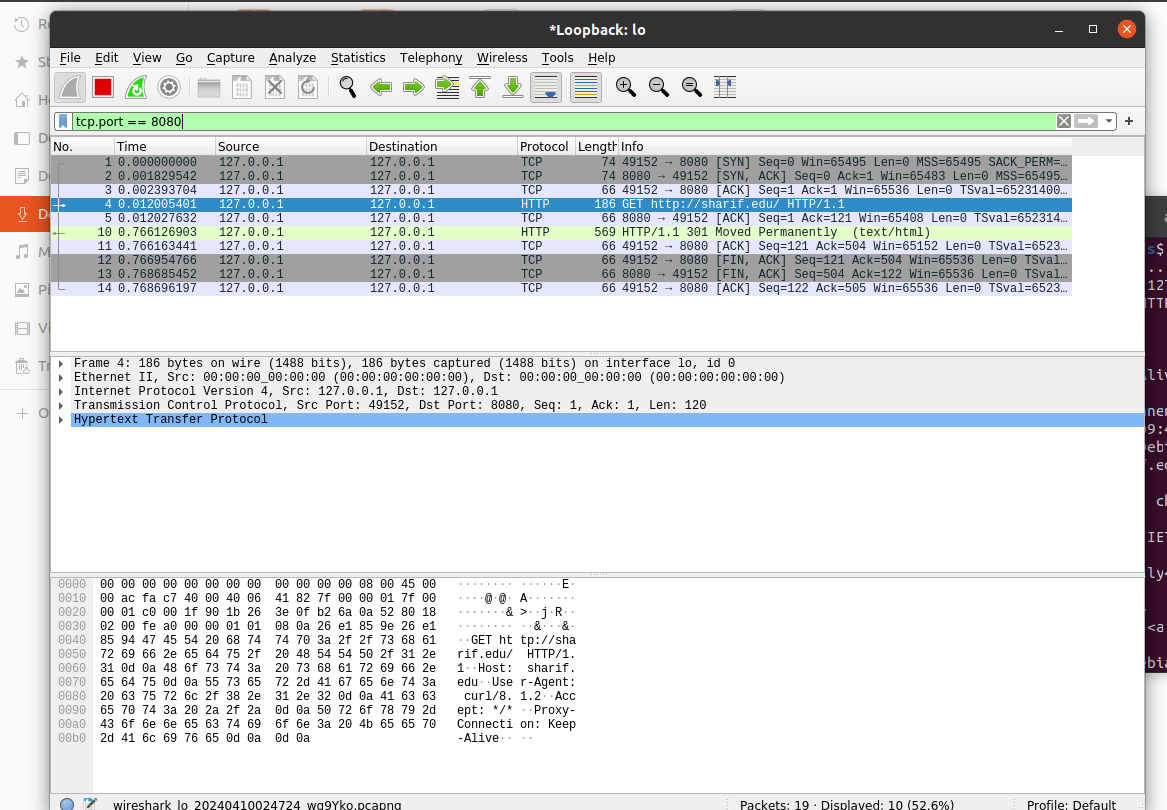 *Loopback: lo
File Edit View Go Capture Analyze Statistics Telephony Wireless Tools Help
tcp.port == 8080
No. Time Source Destination Protocol Length Info
1 0.000000000 127.0.0.1 127.0.0.1 TCP 74 49152 → 8080 [SYN] Seq=0 Win=65495 Len=0 MSS=65495 SACK_PERM=…
2 0.001829542 127.0.0.1 127.0.0.1 TCP 74 8080 → 49152 [SYN, ACK] Seq=0 Ack=1 Win=65483 Len=0 MSS=65495…
3 0.002393704 127.0.0.1 127.0.0.1 TCP 66 49152 → 8080 [ACK] Seq=1 Ack=1 Win=65536 Len=0 TSval=65231400…
4 0.012005401 127.0.0.1 127.0.0.1 HTTP 186 GET http://sharif.edu/ HTTP/1.1
5 0.012027632 127.0.0.1 127.0.0.1 TCP 66 8080 → 49152 [ACK] Seq=1 Ack=121 Win=65408 Len=0 TSval=652314…
10 0.766126903 127.0.0.1 127.0.0.1 HTTP 569 HTTP/1.1 301 Moved Permanently (text/html)
11 0.766163441 127.0.0.1 127.0.0.1 TCP 66 49152 → 8080 [ACK] Seq=121 Ack=504 Win=65152 Len=0 TSval=6523…
12 0.766954766 127.0.0.1 127.0.0.1 TCP 66 49152 → 8080 [FIN, ACK] Seq=121 Ack=504 Win=65536 Len=0 TSval…
13 0.768685452 127.0.0.1 127.0.0.1 TCP 66 8080 → 49152 [FIN, ACK] Seq=504 Ack=122 Win=65536 Len=0 TSval…
14 0.768696197 127.0.0.1 127.0.0.1 TCP 66 49152 → 8080 [ACK] Seq=122 Ack=505 Win=65536 Len=0 TSval=6523…
Frame 4: 186 bytes on wire (1488 bits), 186 bytes captured (1488 bits) on interface lo, id 0
Ethernet II, Src: 00:00:00_00:00:00 (00:00:00:00:00:00), Dst: 00:00:00_00:00:00 (00:00:00:00:00:00)
Internet Protocol Version 4, Src: 127.0.0.1, Dst: 127.0.0.1
Transmission Control Protocol, Src Port: 49152, Dst Port: 8080, Seq: 1, Ack: 1, Len: 120
Hypertext Transfer Protocol
0000 00 00 00 00 00 00 00 00 00 00 00 00 08 00 45 00 ········ ······E·
0010 00 ac fa c7 40 00 40 06 41 82 7f 00 00 01 7f 00 ····@·@· A·······
0020 00 01 c0 00 1f 90 1b 26 3e 0f b2 6a 0a 52 80 18 ·······& >··j·R··
0030 02 00 fe a0 00 00 01 01 08 0a 26 e1 85 9e 26 e1 ········ ··&···&·
0040 85 94 47 45 54 20 68 74 74 70 3a 2f 2f 73 68 61 ··GET ht tp://sha
0050 72 69 66 2e 65 64 75 2f 20 48 54 54 50 2f 31 2e rif.edu/ HTTP/1.
0060 31 0d 0a 48 6f 73 74 3a 20 73 68 61 72 69 66 2e 1··Host: sharif.
0070 65 64 75 0d 0a 55 73 65 72 2d 41 67 65 6e 74 3a edu··Use r-Agent:
0080 20 63 75 72 6c 2f 38 2e 31 2e 32 0d 0a 41 63 63 curl/8. 1.2··Acc
0090 65 70 74 3a 20 2a 2f 2a 0d 0a 50 72 6f 78 79 2d ept: */* ··Proxy-
00a0 43 6f 6e 6e 65 63 74 69 6f 6e 3a 20 4b 65 65 70 Connecti on: Keep
00b0 2d 41 6c 69 76 65 0d 0a 0d 0a -Alive·· ··
wireshark_lo_20240410024724_wg9Yko.pcapng Packets: 19 · Displayed: 10 (52.6%) Profile: Default